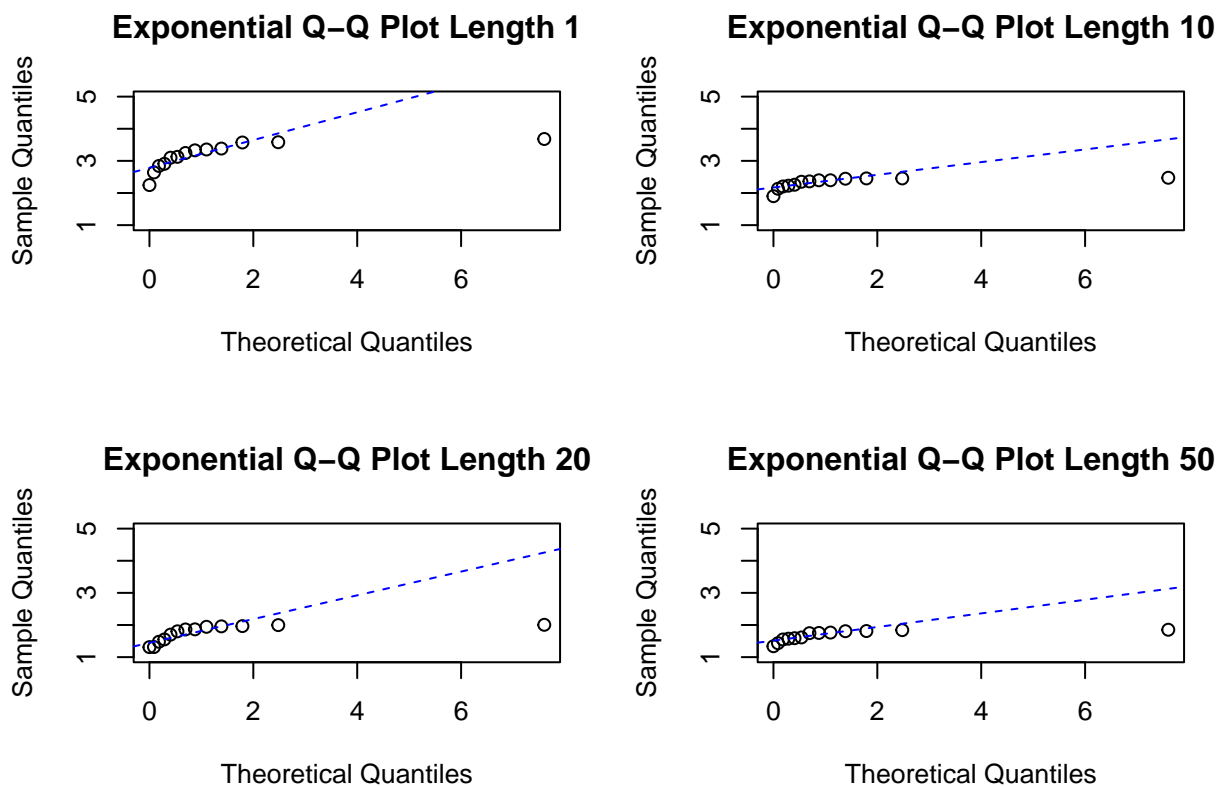 Exponential Q−Q Plot Length 1
Sample Quantiles
5
3
1
0 2 4 6
Theoretical Quantiles
Exponential Q−Q Plot Length 10
Sample Quantiles
5
3
1
0 2 4 6
Theoretical Quantiles
Exponential Q−Q Plot Length 20
Sample Quantiles
5
3
1
0 2 4 6
Theoretical Quantiles
Exponential Q−Q Plot Length 50
Sample Quantiles
5
3
1
0 2 4 6
Theoretical Quantiles